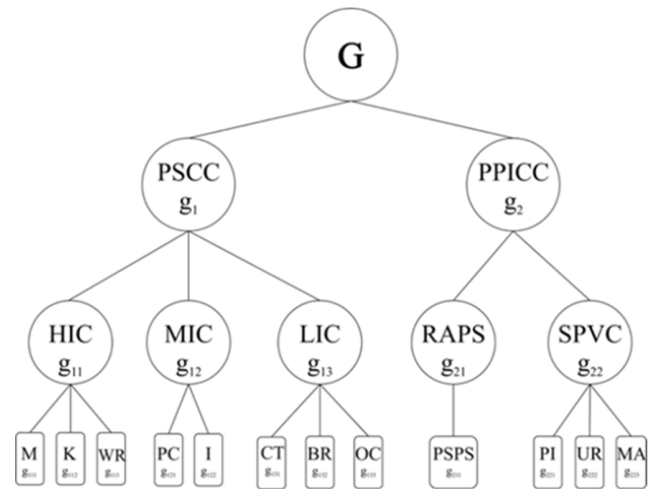 G
PSCC
g₁
PPICC
g₂
HIC
g₁₁
MIC
g₁₂
LIC
g₁₃
RAPS
g₂₁
SPVC
g₂₂
M
K
WR
PC
I
CT
BR
OC
PSPS
PI
UR
MA